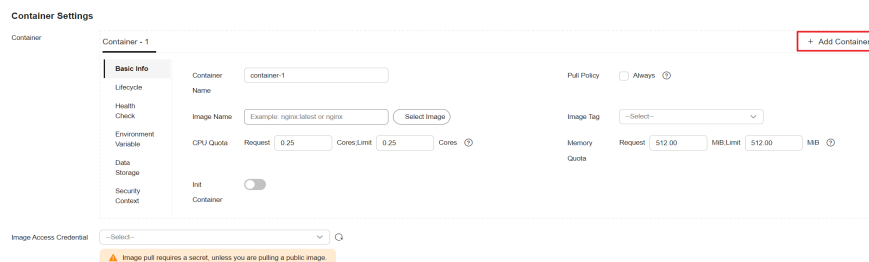 Container Settings
Container
Container - 1
+ Add Container
Basic Info
Lifecycle
Health
Check
Environment
Variable
Data
Storage
Security
Context
Container
Name
container-1
Pull Policy
Always
Image Name
Example: nginx:latest or nginx
Select Image
Image Tag
--Select--
CPU Quota
Request 0.25 Cores;Limit 0.25 Cores
Memory
Quota
Request 512.00 MiB;Limit 512.00 MiB
Init
Container
Image Access Credential
--Select--
Image pull requires a secret, unless you are pulling a public image.